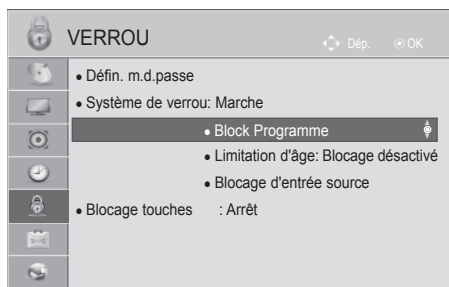 VERROU
Dép. OK
• Défin. m.d.passe
• Système de verrou: Marche
• Block Programme
• Limitation d'âge: Blocage désactivé
• Blocage d'entrée source
• Blocage touches : Arrêt